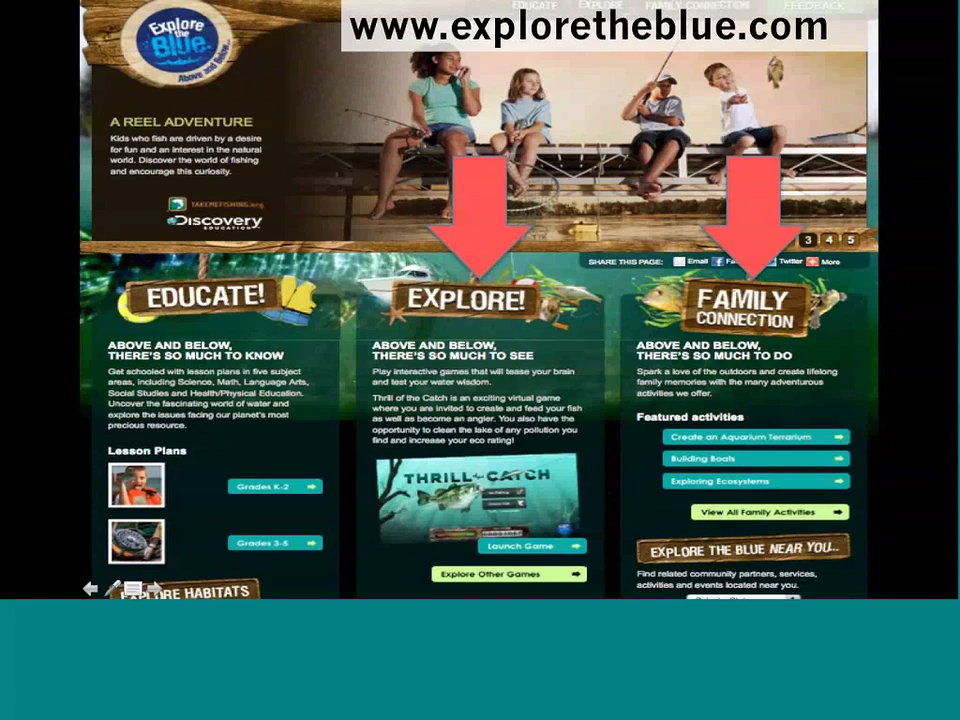 EDUCATE EXPLORE FAMILY CONNECTION FEEDBACK
www.exploretheblue.com
Explore
the
Blue
Above and Below...
A REEL ADVENTURE
Kids who fish are driven by a desire
for fun and an interest in the natural
world. Discover the world of fishing
and encourage this curiosity.
TAKEMEFISHING.org
Discovery
EDUCATION
3 4 5
SHARE THIS PAGE: Email Twitter More
EDUCATE!
ABOVE AND BELOW,
THERE'S SO MUCH TO KNOW
Get schooled with lesson plans in five subject
areas, including Science, Math, Language Arts,
Social Studies and Health/Physical Education.
Uncover the fascinating world of water and
explore the issues facing our planet's most
precious resource.
Lesson Plans
Grades K-2
Grades 3-5
EXPLORE HABITATS
EXPLORE!
ABOVE AND BELOW,
THERE'S SO MUCH TO SEE
Play interactive games that will tease your brain
and test your water wisdom.
Thrill of the Catch is an exciting virtual game
where you are invited to create and feed your fish
as well as become an angler. You also have the
opportunity to clean the lake of any pollution you
find and increase your eco rating!
THRILL OF THE CATCH
Launch Game
Explore Other Games
FAMILY
CONNECTION
ABOVE AND BELOW,
THERE'S SO MUCH TO DO
Spark a love of the outdoors and create lifelong
family memories with the many adventurous
activities we offer.
Featured activities
Create an Aquarium Terrarium
Building Boats
Exploring Ecosystems
View All Family Activities
EXPLORE THE BLUE NEAR YOU...
Find related community partners, services,
activities and events located near you.